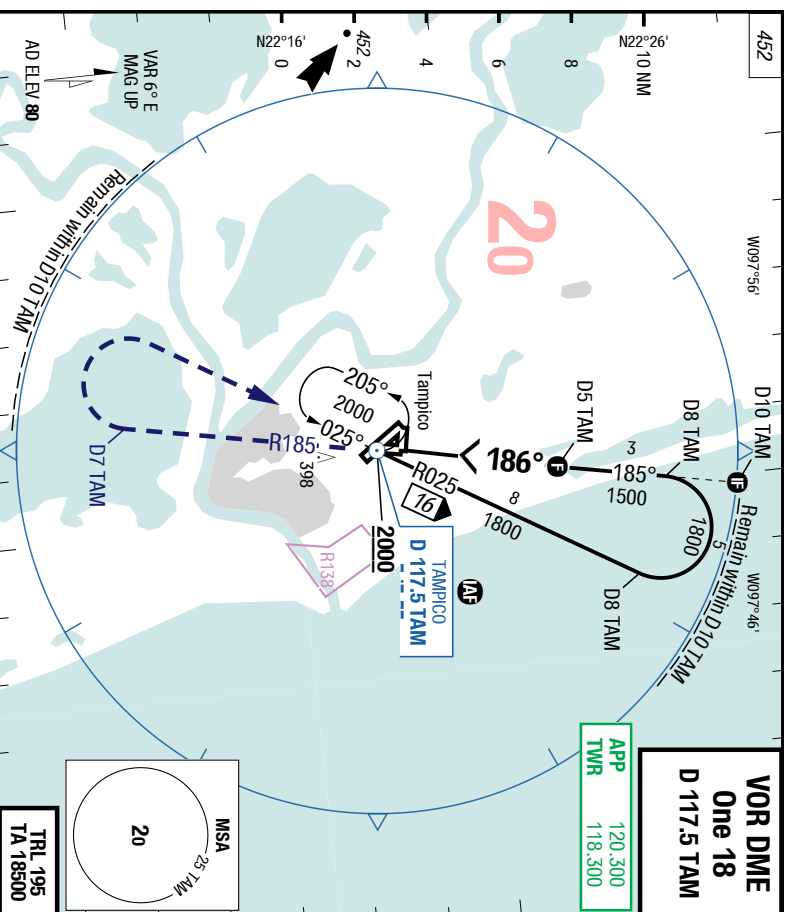 VOR DME
One 18
D 117.5 TAM
APP 120.300
TWR 118.300
452
10 NM
8
6
4
2
0
N22°26'
N22°16'
452
W097°56'
W097°46'
VAR 6° E
MAG UP
AD ELEV 80
20
D10 TAM
IF
Remain within D10 TAM
D8 TAM
5
1800
3
185°
1500
D5 TAM
F
186°
D8 TAM
R025
8
1800
16
Tampico
205°
2000
025°
IAF
TAMPICO
D 117.5 TAM
2000
R185
398
R138
D7 TAM
Remain within D10 TAM
MSA
25 TAM
20
TRL 195
TA 18500